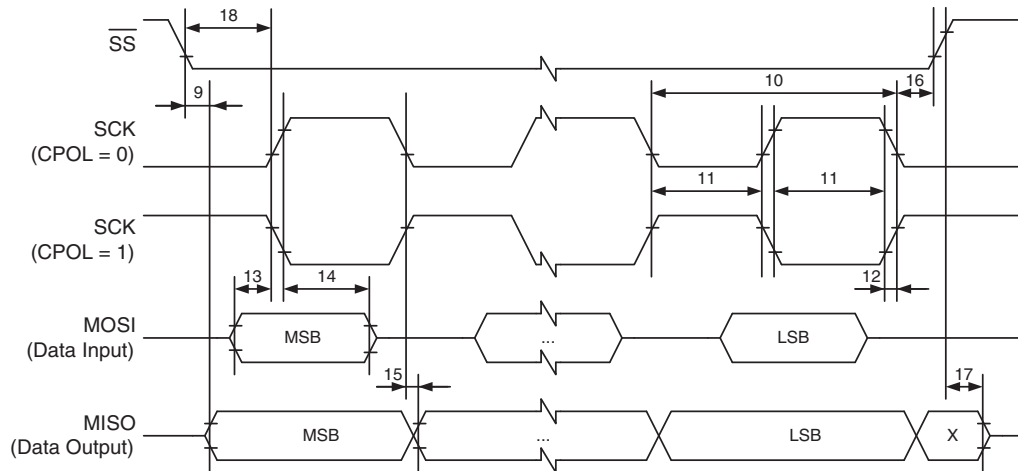 18
SS
9
10
16
SCK
(CPOL = 0)
11
11
SCK
(CPOL = 1)
13
14
12
MOSI
(Data Input)
MSB
...
LSB
15
17
MISO
(Data Output)
MSB
...
LSB
X